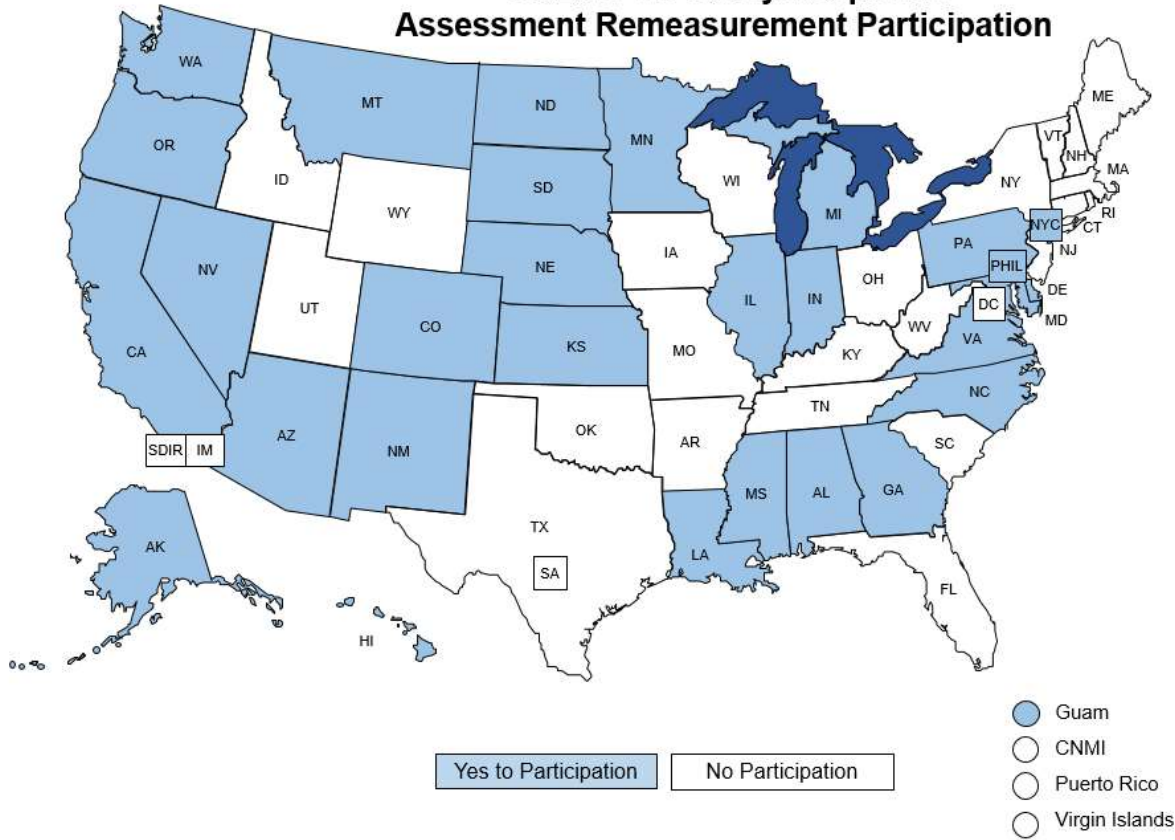 Assessment Remeasurement Participation
WA
MT
ND
MN
ME
VT
NH
OR
ID
SD
WI
NY
MA
WY
MI
RI
CT
NYC
IA
PA
NJ
NE
PHIL
NV
OH
DE
UT
IL
IN
DC
MD
CO
WV
VA
CA
KS
MO
KY
NC
TN
AZ
OK
AR
SC
SDIR
IM
NM
MS
AL
GA
TX
AK
LA
SA
FL
HI
Guam
CNMI
Yes to Participation
No Participation
Puerto Rico
Virgin Islands